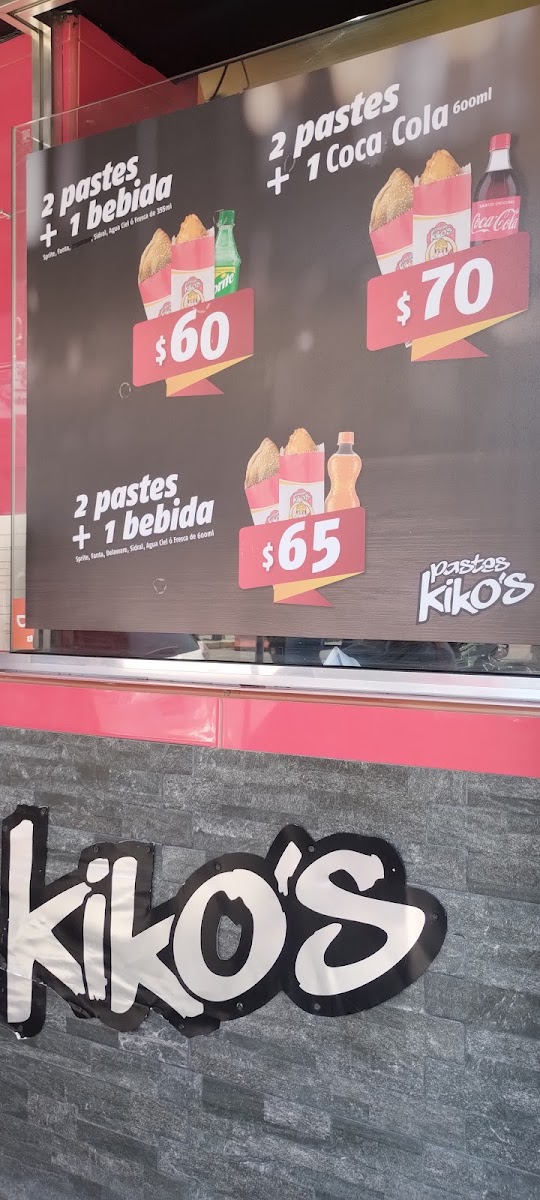 2 pastes
+ 1 bebida
Sprite, Fanta, Sidral, Agua Ciel ó Fresca de 355ml
Sprite
$60
2 pastes
+ 1 Coca Cola 600ml
Coca-Cola
$70
2 pastes
+ 1 bebida
Sprite, Fanta, Delaware, Sidral, Agua Ciel ó Fresca de 600ml
$65
pastes
kiko's
kiko's